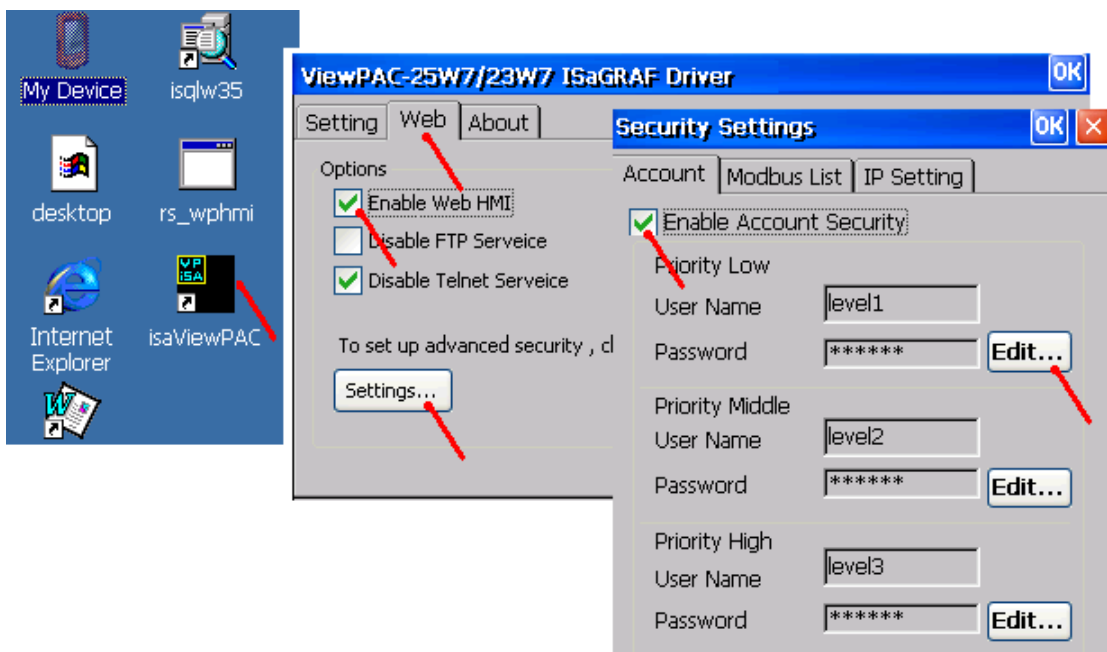 My Device
isqlw35
desktop
rs_wphmi
VP
iSA
Internet
Explorer
isaViewPAC
ViewPAC-25W7/23W7 ISaGRAF Driver
OK
Setting
Web
About
Options
Enable Web HMI
Disable FTP Serveice
Disable Telnet Serveice
To set up advanced security , cl
Settings...
Security Settings
OK
Account
Modbus List
IP Setting
Enable Account Security
Priority Low
User Name
level1
Password
******
Edit...
Priority Middle
User Name
level2
Password
******
Edit...
Priority High
User Name
level3
Password
******
Edit...